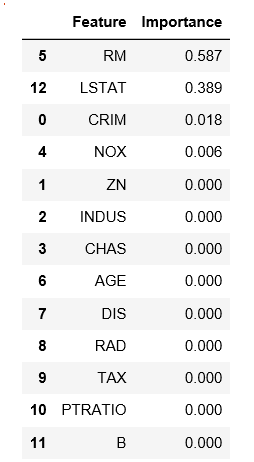 Feature Importance
5 RM 0.587
12 LSTAT 0.389
0 CRIM 0.018
4 NOX 0.006
1 ZN 0.000
2 INDUS 0.000
3 CHAS 0.000
6 AGE 0.000
7 DIS 0.000
8 RAD 0.000
9 TAX 0.000
10 PTRATIO 0.000
11 B 0.000